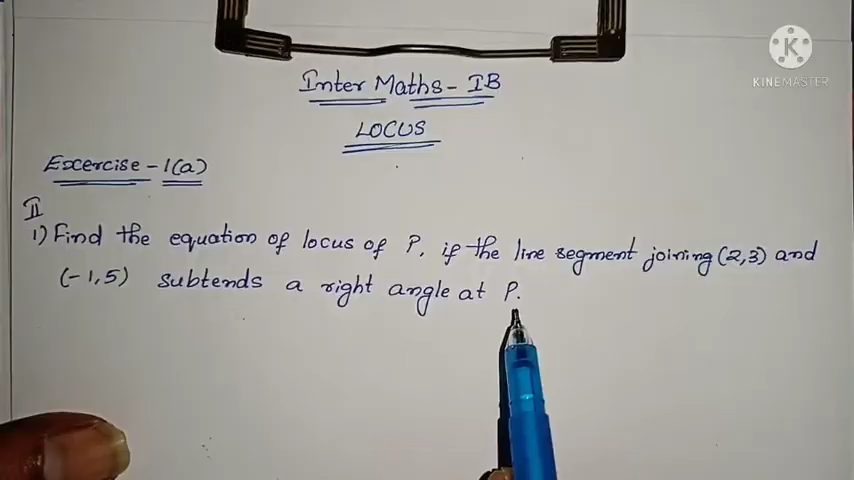 K
KINEMASTER
Inter Maths - IB
LOCUS
Excercise - 1(a)
II
1) Find the equation of locus of P, if the line segment joining (2,3) and
(-1,5) subtends a right angle at P.